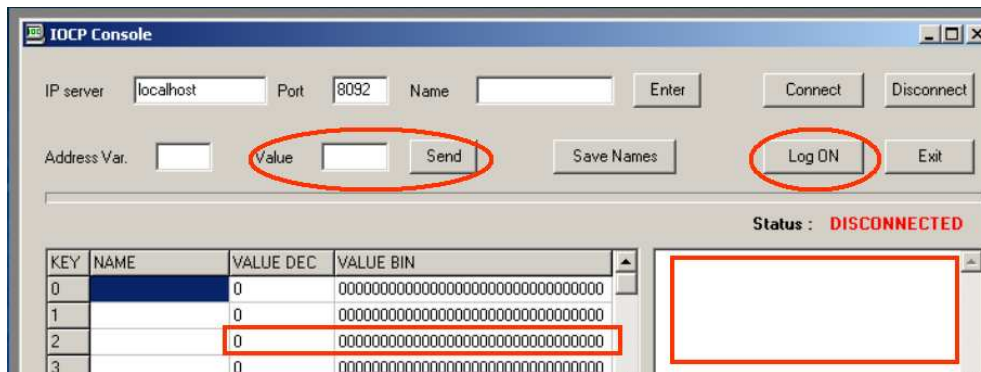 IOCP Console
IP server localhost Port 8092 Name Enter Connect Disconnect
Address Var. Value Send Save Names Log ON Exit
Status : DISCONNECTED
KEY NAME VALUE DEC VALUE BIN
0 0 00000000000000000000000000000000
1 0 00000000000000000000000000000000
2 0 00000000000000000000000000000000
3 0 00000000000000000000000000000000